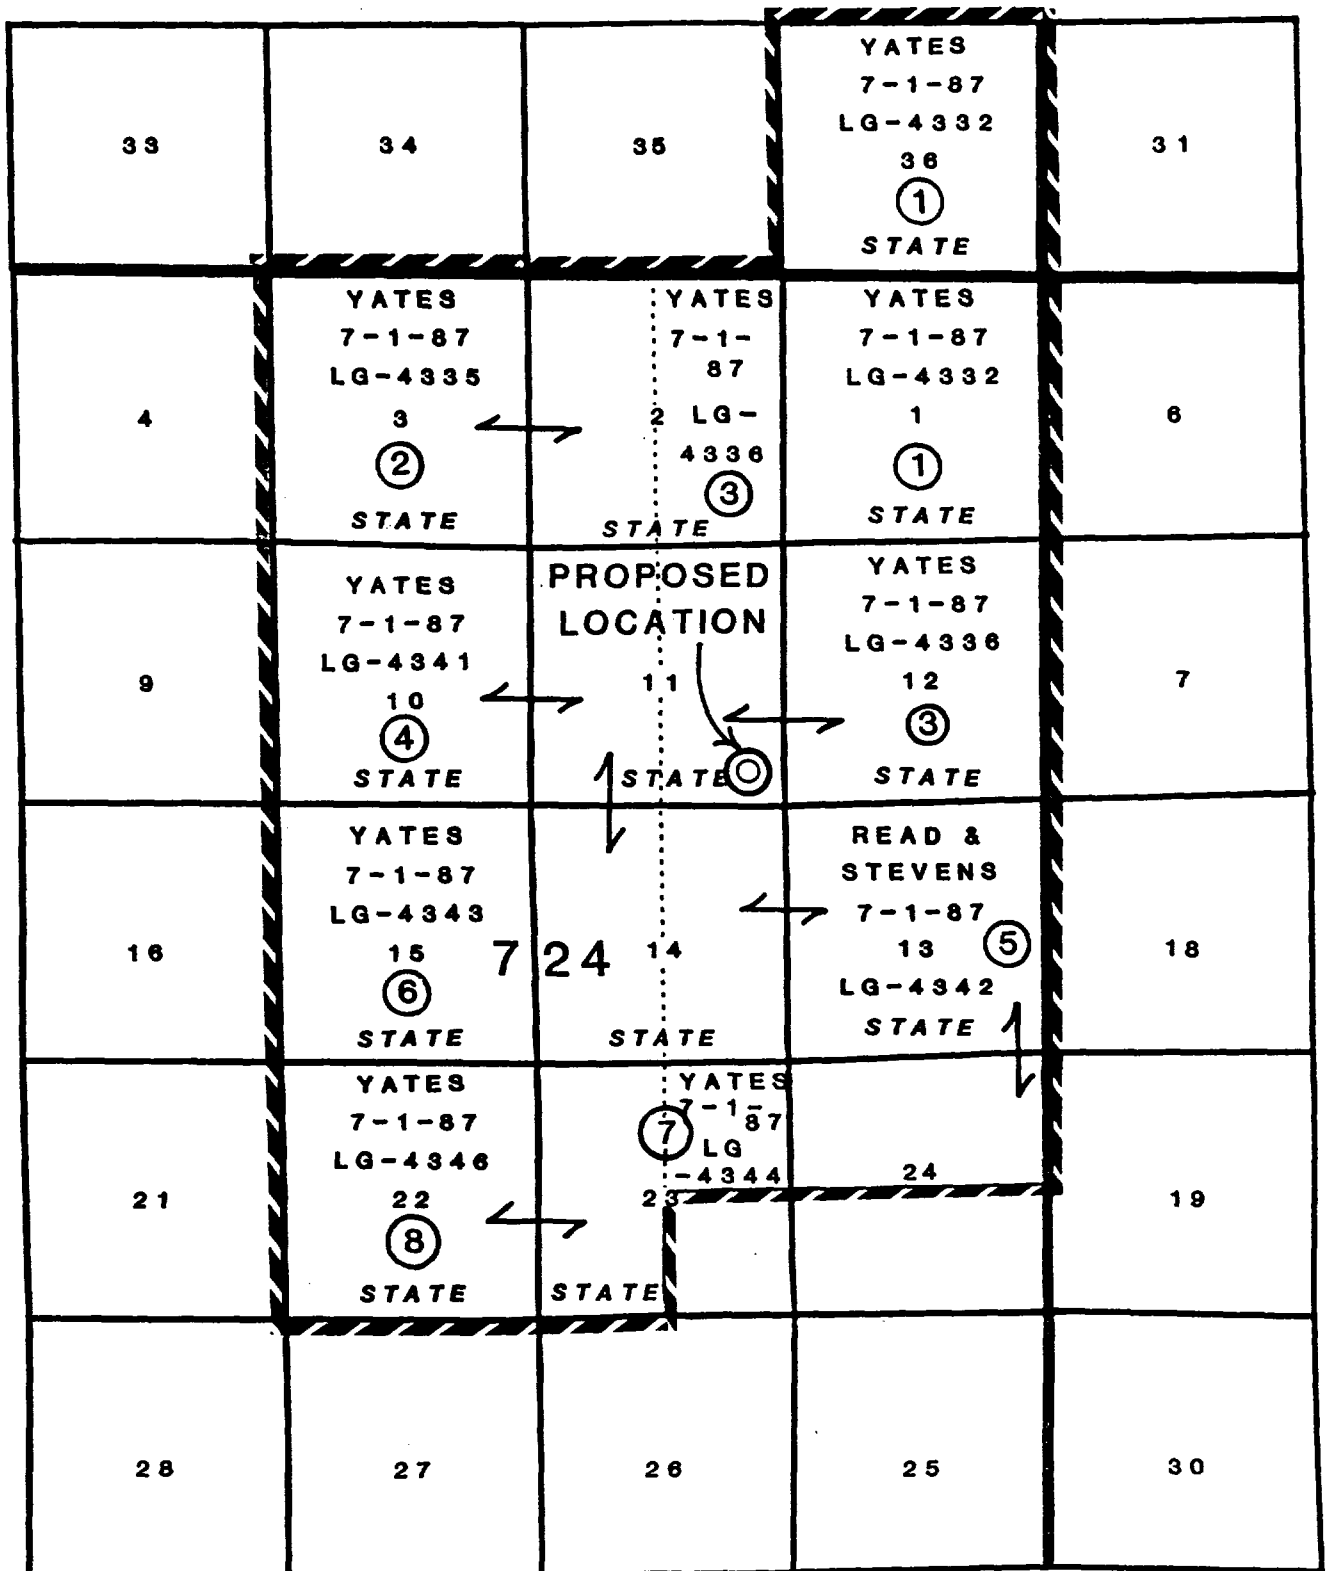 33
34
35
YATES
7-1-87
LG-4332
36
1
STATE
31
4
YATES
7-1-87
LG-4335
3
2
STATE
2
YATES
7-1-
87
LG-
4336
3
STATE
YATES
7-1-87
LG-4332
1
1
STATE
6
9
YATES
7-1-87
LG-4341
10
4
STATE
PROPOSED
LOCATION
11
STATE
YATES
7-1-87
LG-4336
12
3
STATE
7
16
YATES
7-1-87
LG-4343
15
6
STATE
7 24
14
STATE
READ &
STEVENS
7-1-87
13
5
LG-4342
STATE
18
21
YATES
7-1-87
LG-4346
22
8
STATE
YATES
7-1-
87
7
LG
-4344
23
STATE
24
19
28
27
26
25
30